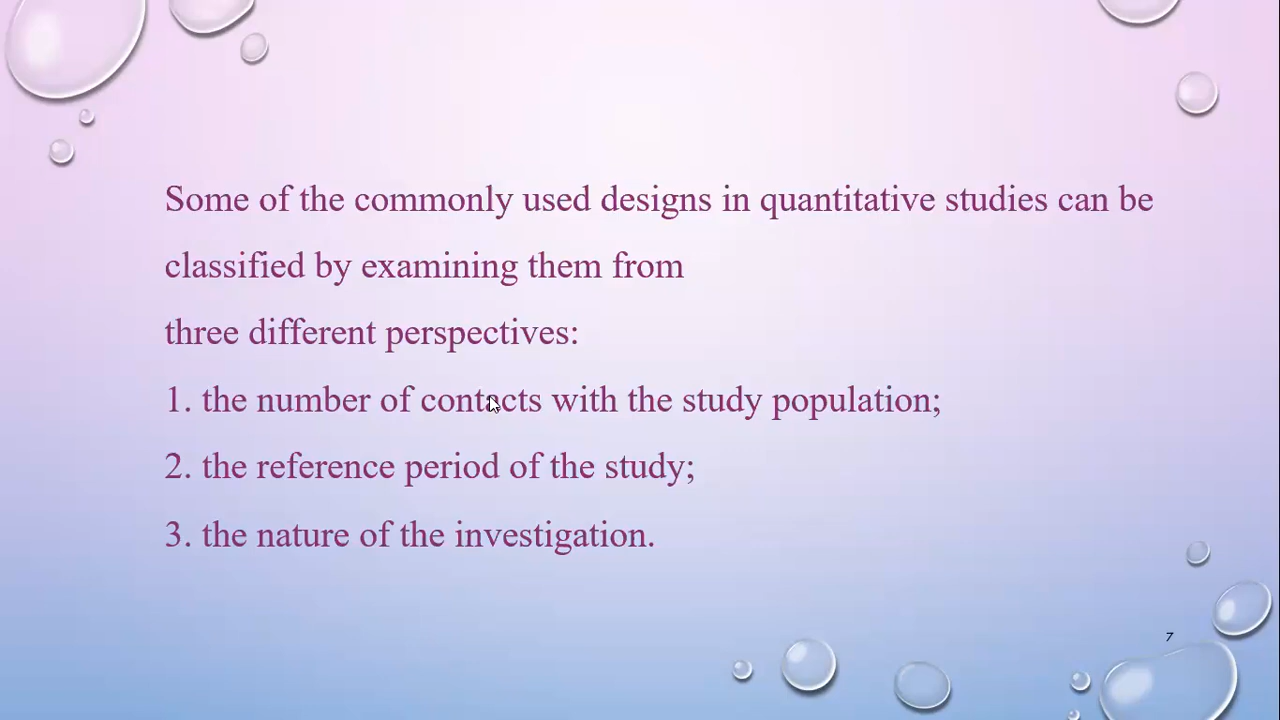 Some of the commonly used designs in quantitative studies can be
classified by examining them from
three different perspectives:
1. the number of contacts with the study population;
2. the reference period of the study;
3. the nature of the investigation.
7